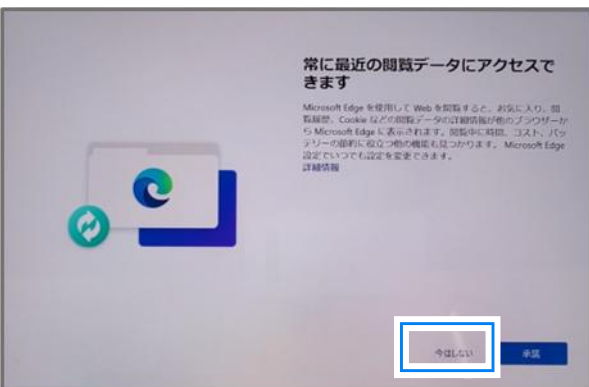 常に最近の閲覧データにアクセスで
きます
Microsoft Edge を使用して Web を閲覧すると、お気に入り、閲
覧履歴、Cookie などの閲覧データの詳細情報が他のブラウザーか
ら Microsoft Edge に表示されます。閲覧中に時間、コスト、バッ
テリーの節約に役立つ他の機能も見つかります。 Microsoft Edge
設定でいつでも設定を変更できます。
詳細情報
今はしない
承諾